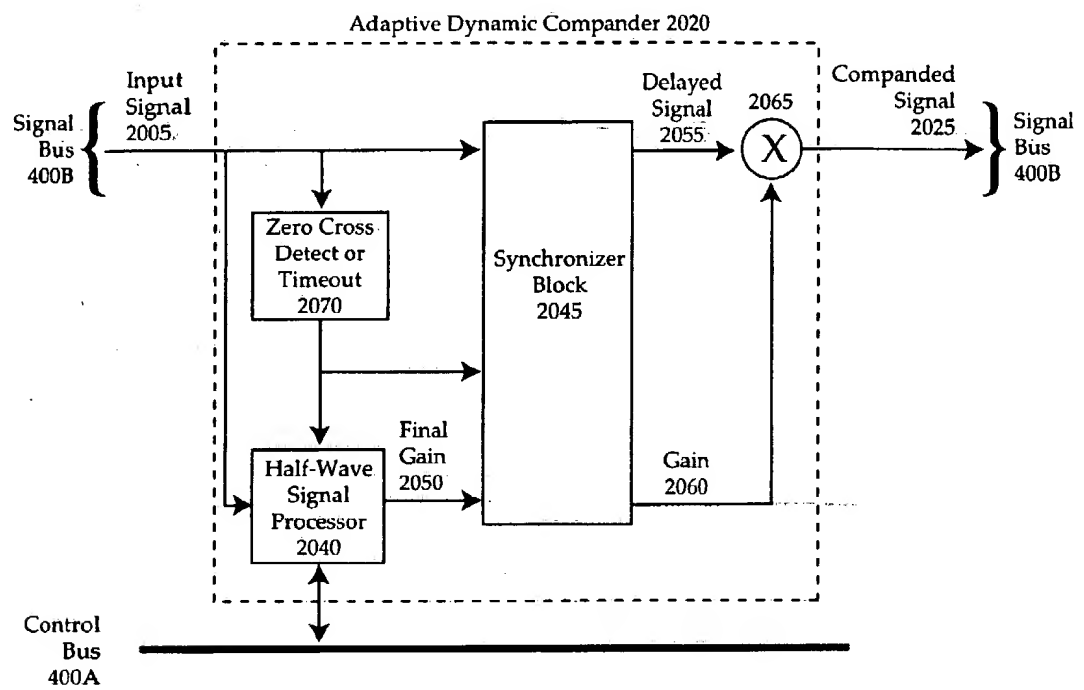 Adaptive Dynamic Compander 2020
Input
Signal
2005
Signal
Bus
400B
Delayed
Signal
2055
2065
X
Companded
Signal
2025
Signal
Bus
400B
Zero Cross
Detect or
Timeout
2070
Synchronizer
Block
2045
Half-Wave
Signal
Processor
2040
Final
Gain
2050
Gain
2060
Control
Bus
400A